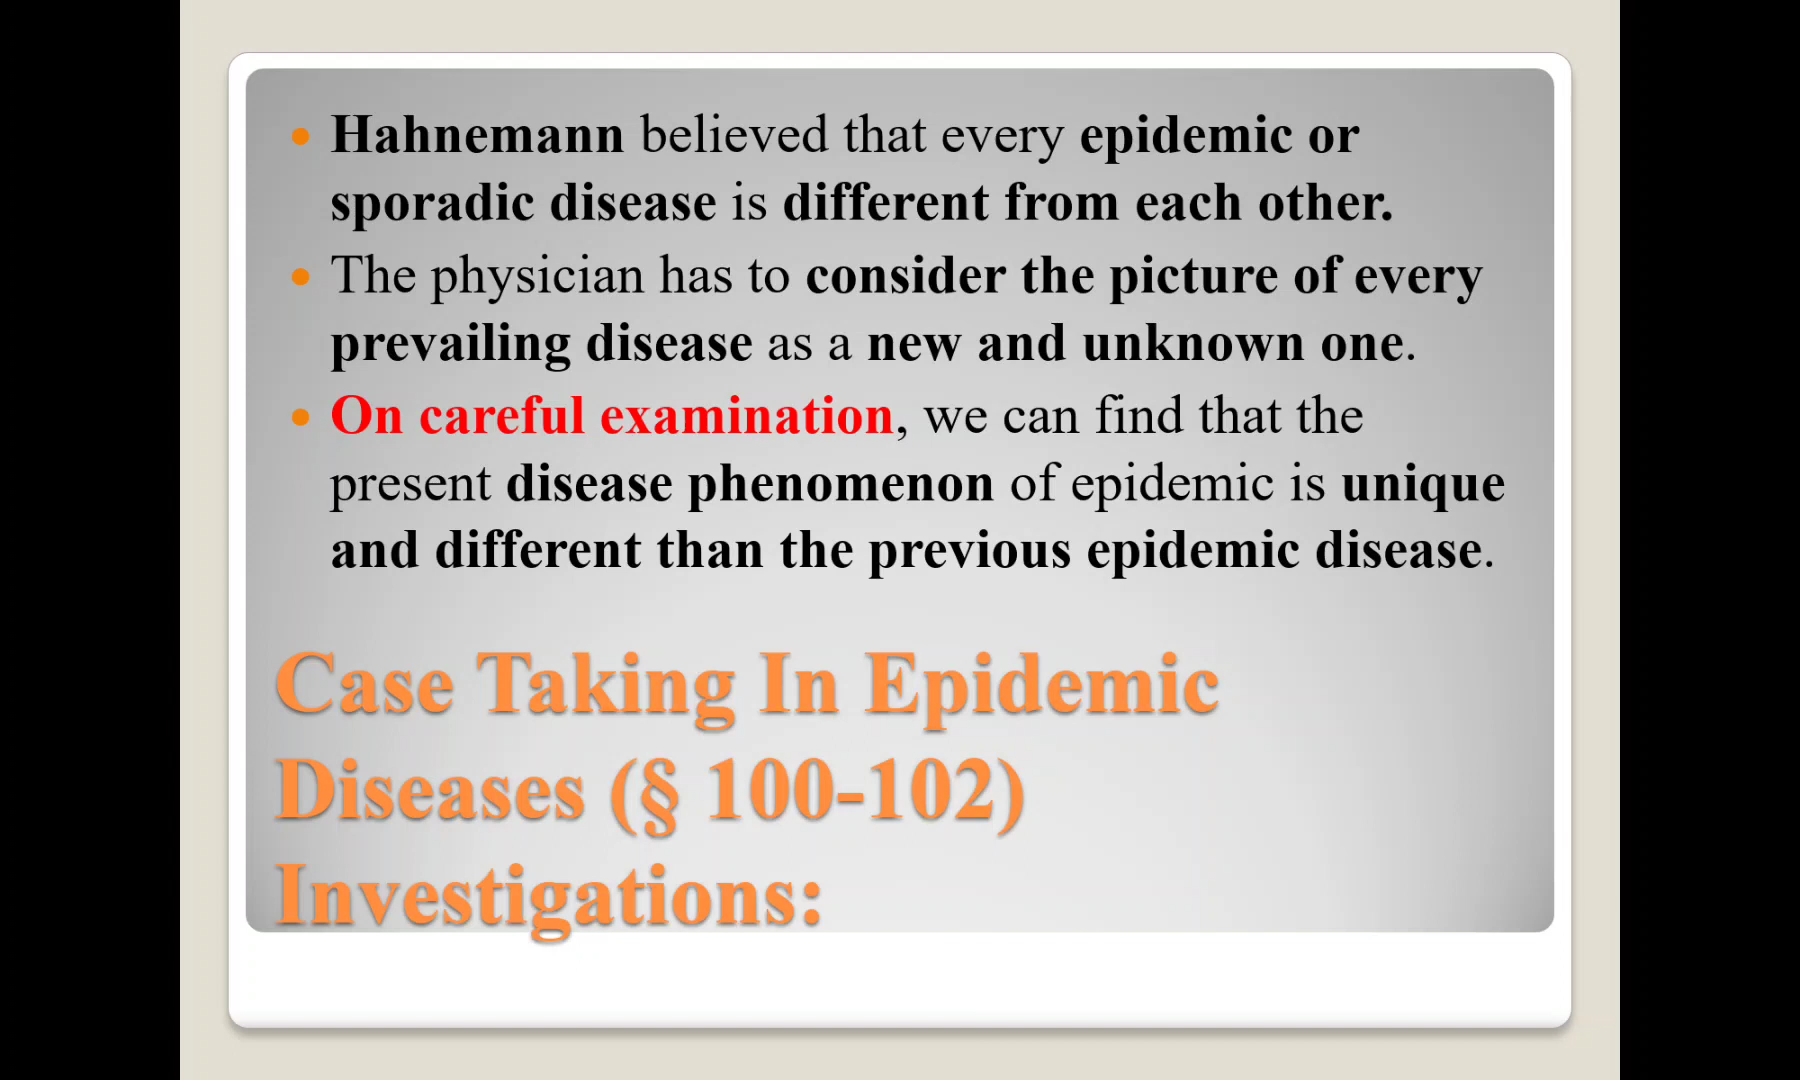 Hahnemann believed that every epidemic or
sporadic disease is different from each other.
The physician has to consider the picture of every
prevailing disease as a new and unknown one.
On careful examination, we can find that the
present disease phenomenon of epidemic is unique
and different than the previous epidemic disease.
Case Taking In Epidemic
Diseases (§ 100-102)
Investigations: